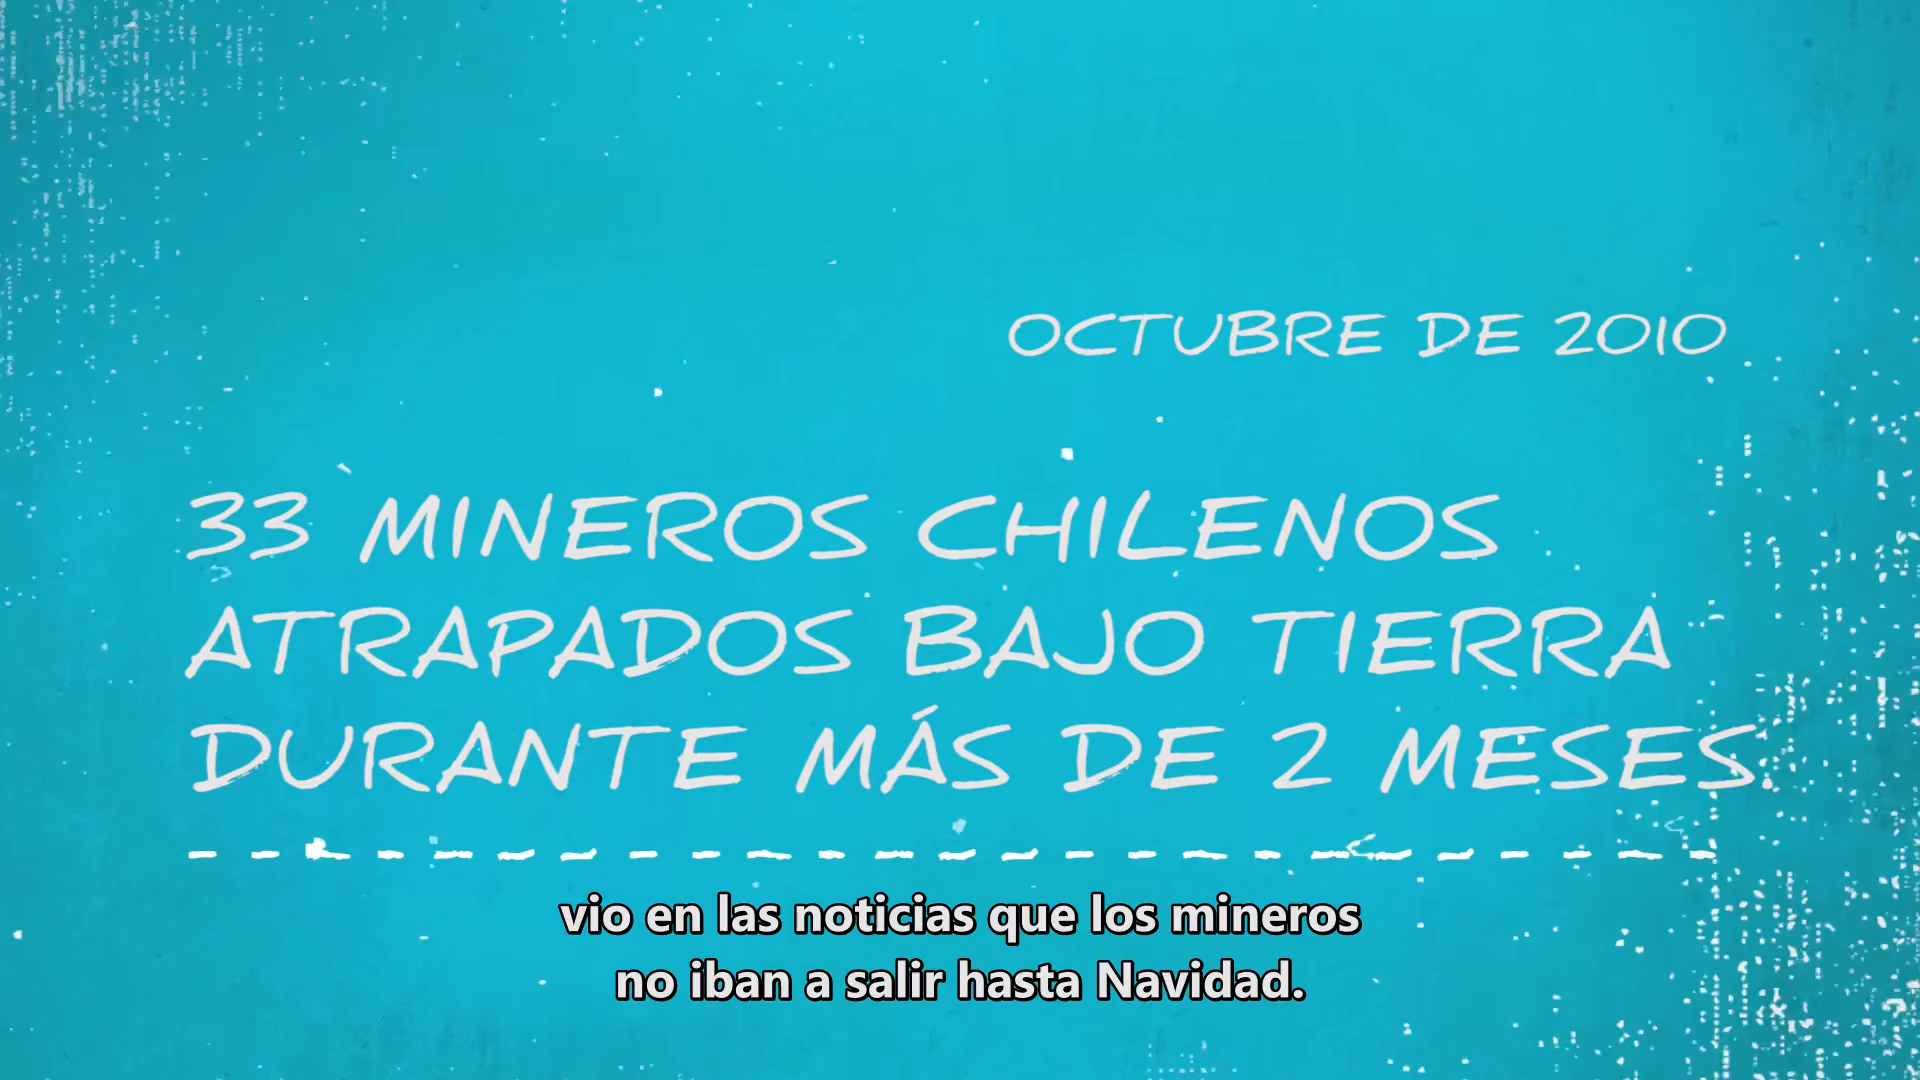 OCTUBRE DE 2010
33 MINEROS CHILENOS
ATRAPADOS BAJO TIERRA
DURANTE MÁS DE 2 MESES.
vio en las noticias que los mineros
no iban a salir hasta Navidad.